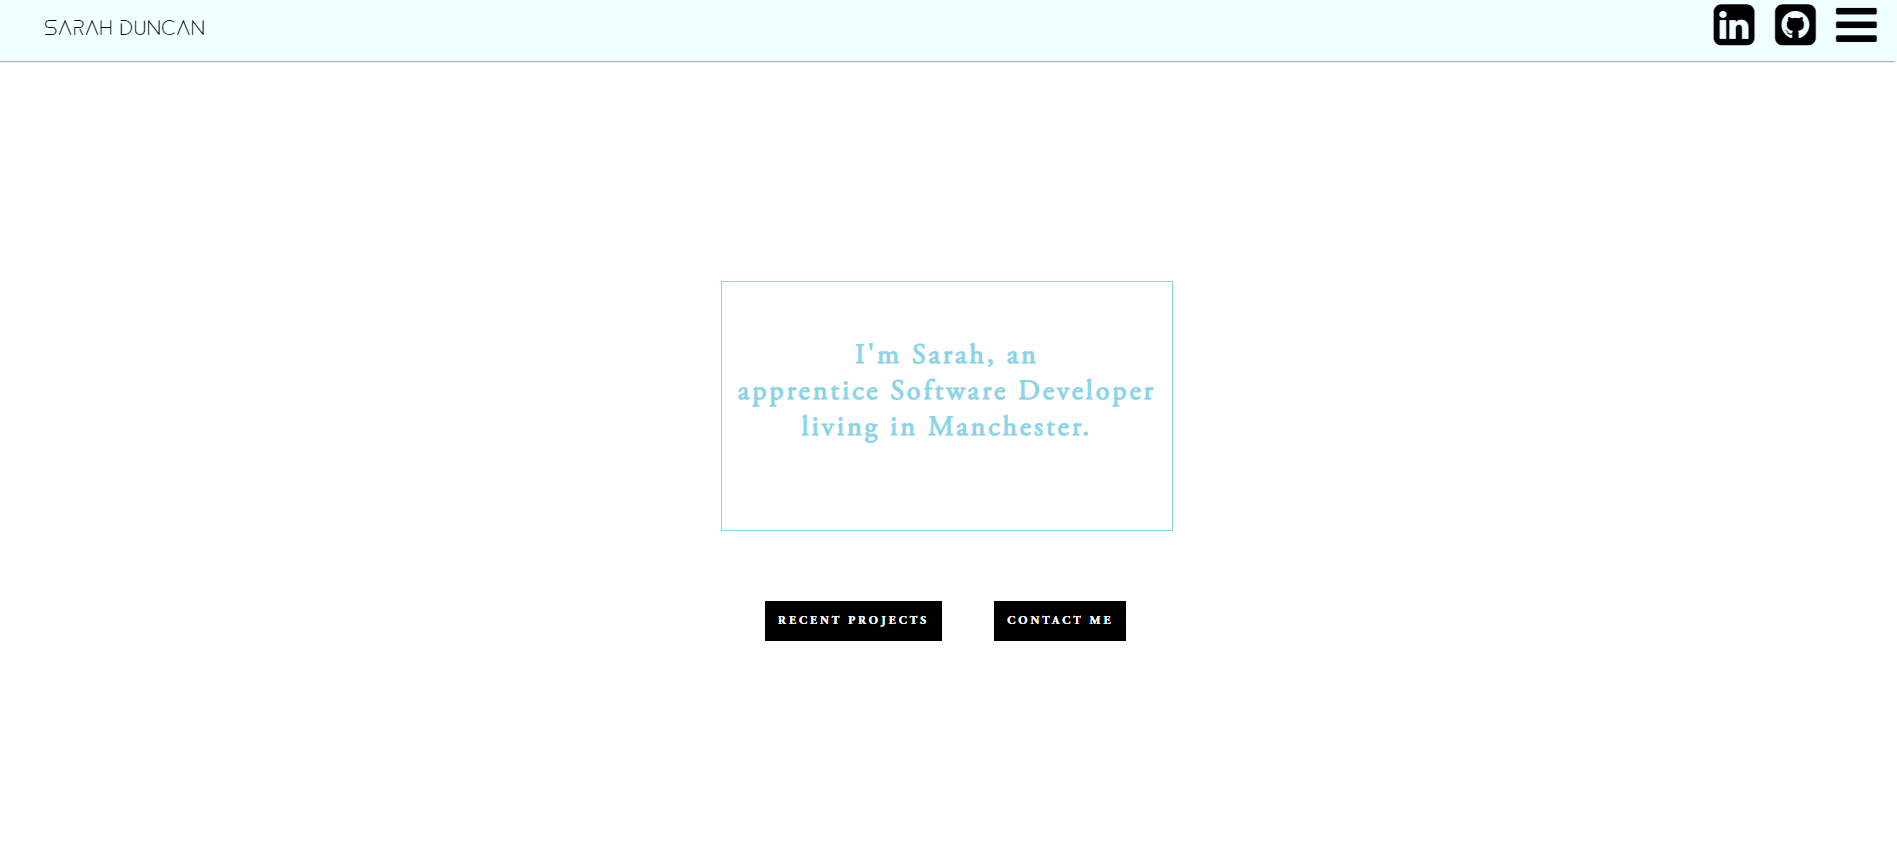 SARAH DUNCAN
in
I'm Sarah, an
apprentice Software Developer
living in Manchester.
RECENT PROJECTS
CONTACT ME